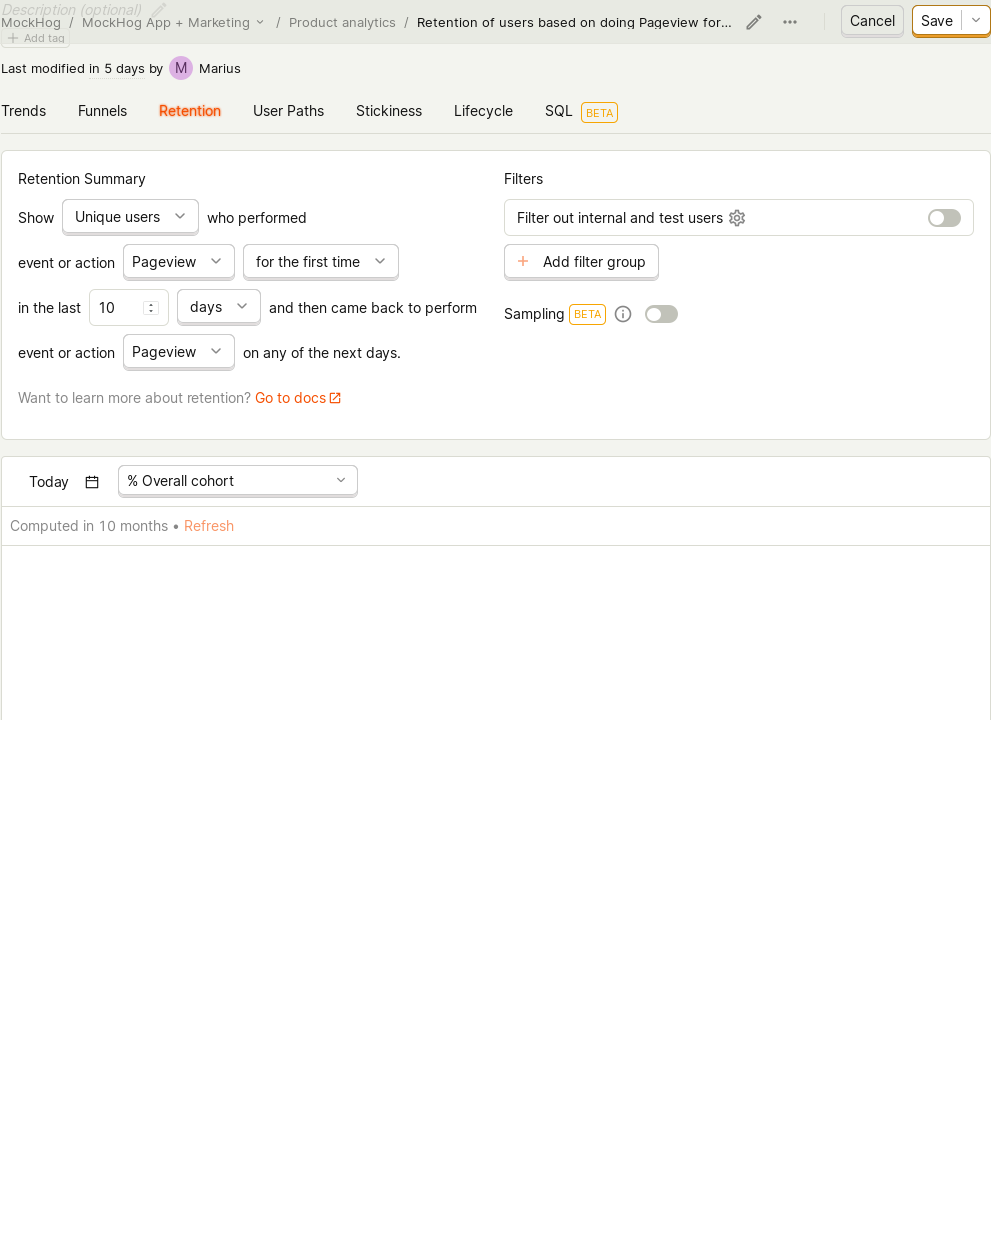 Description (optional)
MockHog / MockHog App + Marketing / Product analytics / Retention of users based on doing Pageview for... Cancel Save
Add tag
Last modified in 5 days by M Marius
Trends Funnels Retention User Paths Stickiness Lifecycle SQL BETA
Retention Summary
Show Unique users who performed
event or action Pageview for the first time
in the last 10 days and then came back to perform
event or action Pageview on any of the next days.
Want to learn more about retention? Go to docs
Filters
Filter out internal and test users
+ Add filter group
Sampling BETA
Today % Overall cohort
Computed in 10 months • Refresh